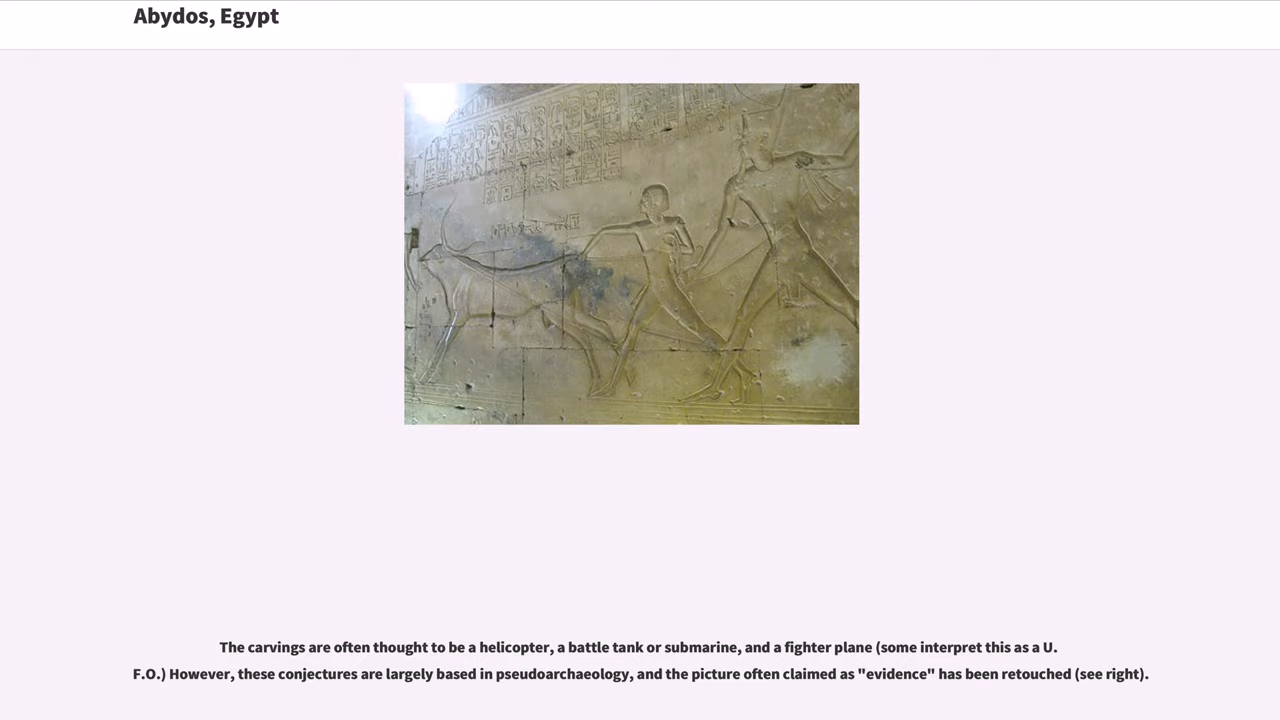 Abydos, Egypt
The carvings are often thought to be a helicopter, a battle tank or submarine, and a fighter plane (some interpret this as a U.
F.O.) However, these conjectures are largely based in pseudoarchaeology, and the picture often claimed as "evidence" has been retouched (see right).